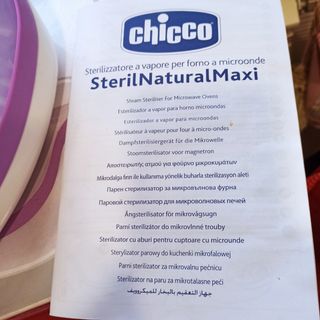 chicco
Sterilizzatore a vapore per forno a microonde
SterilNaturalMaxi
Steam Steriliser for Microwave Ovens
Esterilizador a vapor para horno microondas
Esterilizador a vapor para microondas
Stérilisateur à vapeur pour four à micro-ondes
Dampfsterilisiergerät für die Mikrowelle
Stoomsterilisator voor magnetron
Αποστειρωτής ατμού για φούρνο μικροκυμάτων
Mikrodalga fırın ile kullanıma yönelik buharla sterilizasyon aleti
Парен стерилизатор за микровълнова фурна
Паровой стерилизатор для микроволновых печей
Ångsterilisator för mikrovågsugn
Parní sterilizátor do mikrovlnné trouby
Sterilizator cu aburi pentru cuptoare cu microunde
Sterylizator parowy do kuchenki mikrofalowej
Parni sterilizator za mikrovalnu pećnicu
Sterilizator na paru za mikrotalasne peći
جهاز التعقيم بالبخار للميكروويف